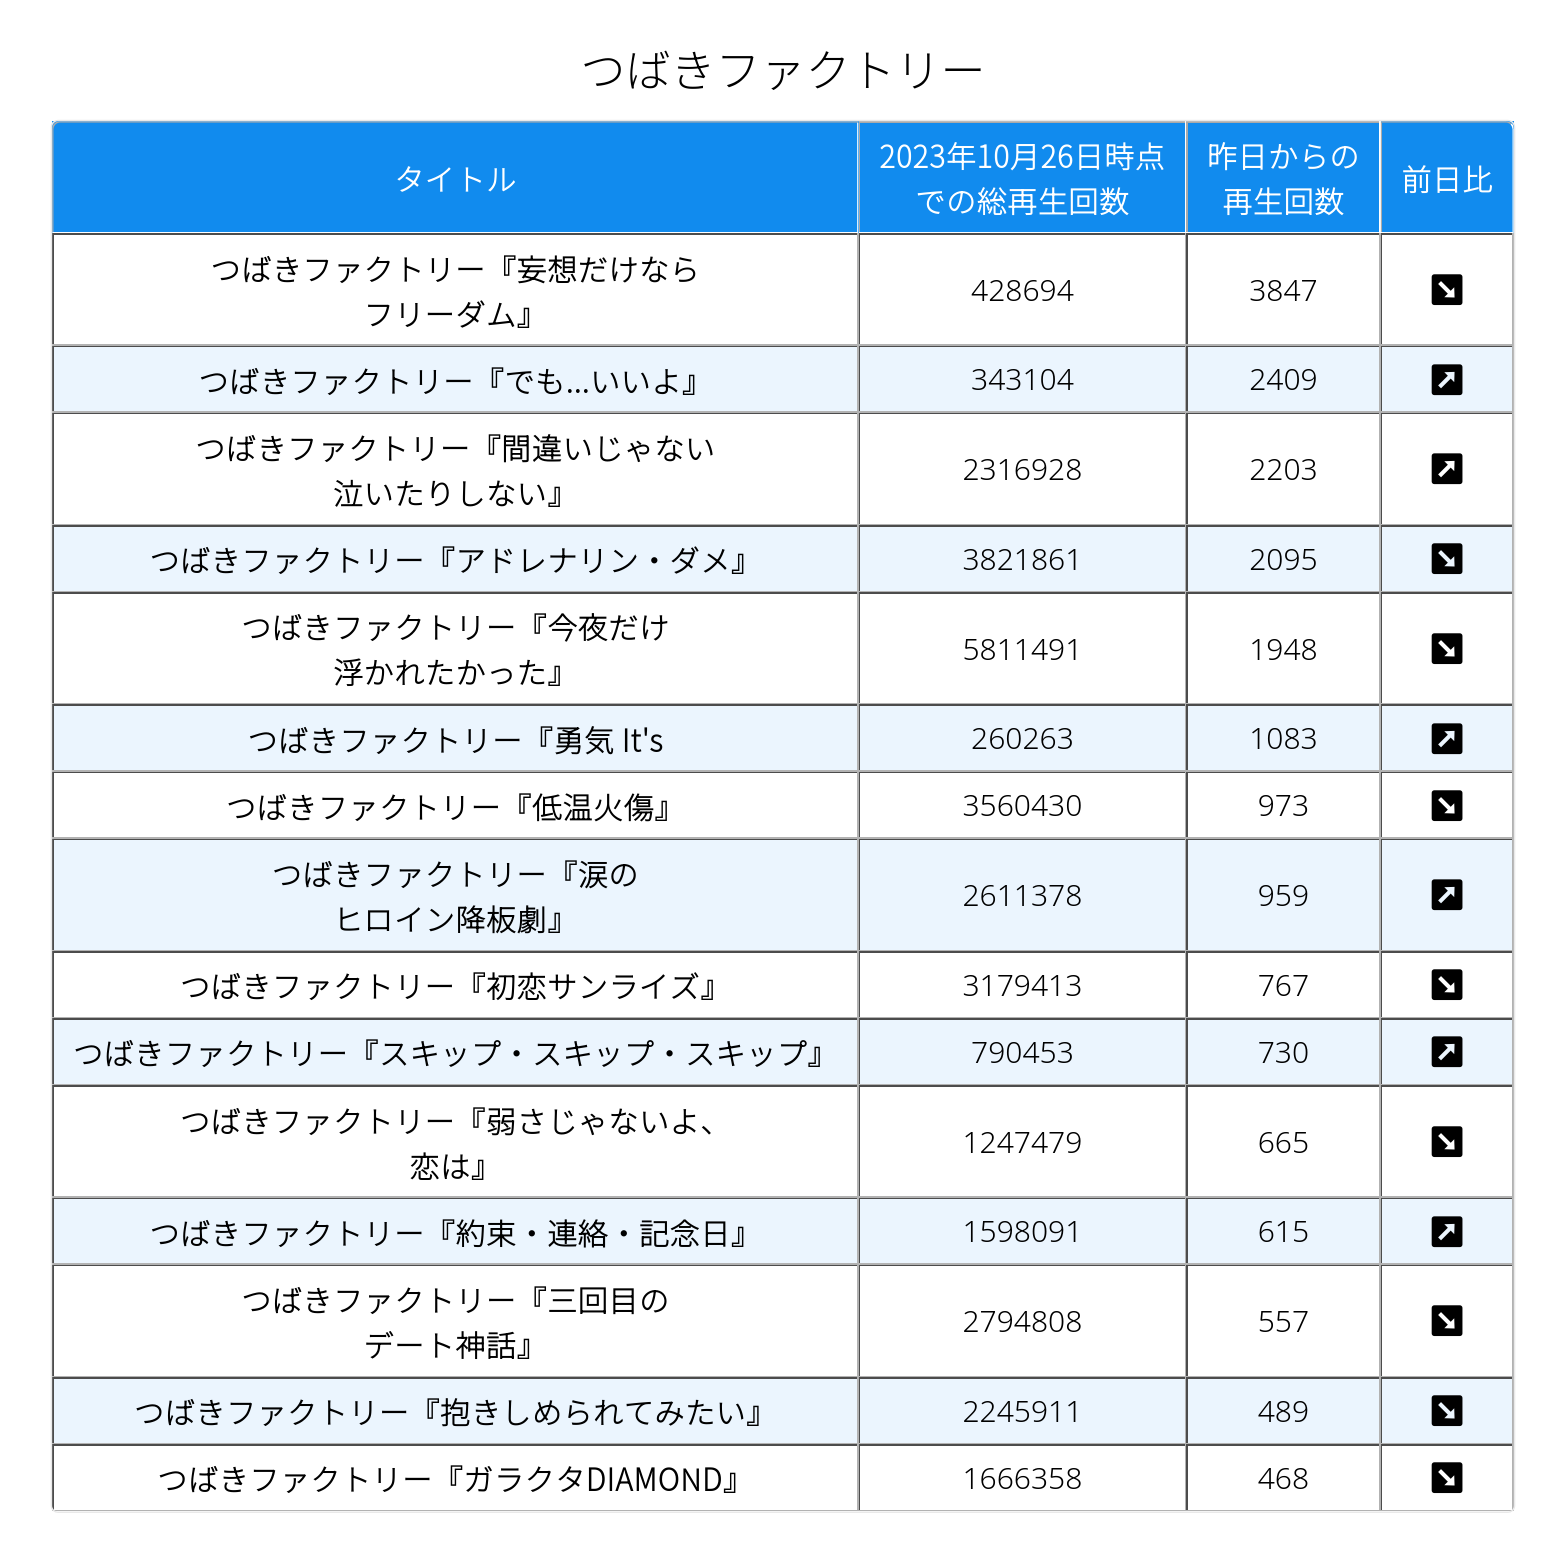 つばきファクトリー
タイトル
2023年10月26日時点
での総再生回数
昨日からの
再生回数
前日比
つばきファクトリー『妄想だけなら
フリーダム』
428694
3847
つばきファクトリー『でも...いいよ』
343104
2409
つばきファクトリー『間違いじゃない
泣いたりしない』
2316928
2203
つばきファクトリー『アドレナリン・ダメ』
3821861
2095
つばきファクトリー『今夜だけ
浮かれたかった』
5811491
1948
つばきファクトリー『勇気 It's
260263
1083
つばきファクトリー『低温火傷』
3560430
973
つばきファクトリー『涙の
ヒロイン降板劇』
2611378
959
つばきファクトリー『初恋サンライズ』
3179413
767
つばきファクトリー『スキップ・スキップ・スキップ』
790453
730
つばきファクトリー『弱さじゃないよ、
恋は』
1247479
665
つばきファクトリー『約束・連絡・記念日』
1598091
615
つばきファクトリー『三回目の
デート神話』
2794808
557
つばきファクトリー『抱きしめられてみたい』
2245911
489
つばきファクトリー『ガラクタDIAMOND』
1666358
468